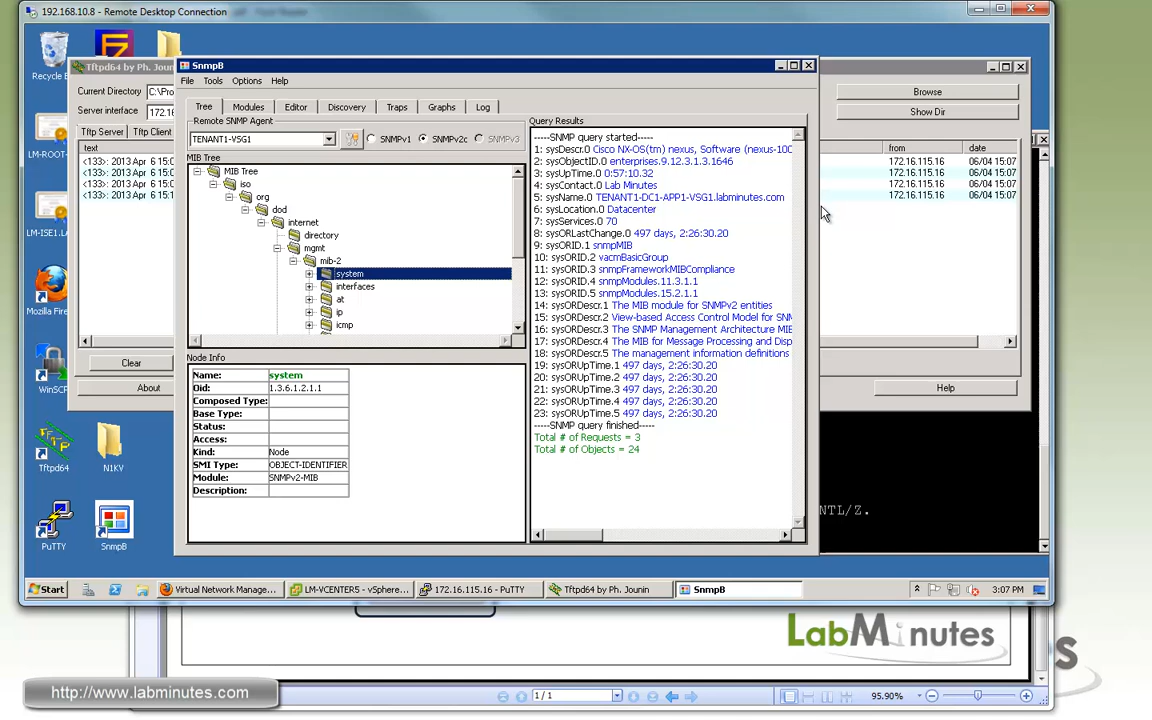 192.168.10.8 - Remote Desktop Connection
Recycle B
Tftpd64 by Ph. Jounin
Current Directory C:\Pro
Server interface 172.16
Tftp Server Tftp Client
text
<133>: 2013 Apr 6 15:0
<133>: 2013 Apr 6 15:0
<133>: 2013 Apr 6 15:0
<133>: 2013 Apr 6 15:1
Clear
About
Browse
Show Dir
from date
172.16.115.16 06/04 15:07
172.16.115.16 06/04 15:07
172.16.115.16 06/04 15:07
172.16.115.16 06/04 15:07
Help
LM-ROOT-
LM-ISE1.LA
Mozilla Firef
WinSCP
Tftpd64
N1KV
PuTTY
SnmpB
SnmpB
File Tools Options Help
Tree Modules Editor Discovery Traps Graphs Log
Remote SNMP Agent
TENANT1-VSG1 SNMPv1 SNMPv2c SNMPv3
MIB Tree
MIB Tree
iso
org
dod
internet
directory
mgmt
mib-2
system
interfaces
at
ip
icmp
Node Info
Name: system
Oid: 1.3.6.1.2.1.1
Composed Type:
Base Type:
Status:
Access:
Kind: Node
SMI Type: OBJECT-IDENTIFIER
Module: SNMPv2-MIB
Description:
Query Results
-----SNMP query started-----
1: sysDescr.0 Cisco NX-OS(tm) nexus, Software (nexus-100
2: sysObjectID.0 enterprises.9.12.3.1.3.1646
3: sysUpTime.0 0:57:10.32
4: sysContact.0 Lab Minutes
5: sysName.0 TENANT1-DC1-APP1-VSG1.labminutes.com
6: sysLocation.0 Datacenter
7: sysServices.0 70
8: sysORLastChange.0 497 days, 2:26:30.20
9: sysORID.1 snmpMIB
10: sysORID.2 vacmBasicGroup
11: sysORID.3 snmpFrameworkMIBCompliance
12: sysORID.4 snmpModules.11.3.1.1
13: sysORID.5 snmpModules.15.2.1.1
14: sysORDescr.1 The MIB module for SNMPv2 entities
15: sysORDescr.2 View-based Access Control Model for SNM
16: sysORDescr.3 The SNMP Management Architecture MIB
17: sysORDescr.4 The MIB for Message Processing and Disp
18: sysORDescr.5 The management information definitions
19: sysORUpTime.1 497 days, 2:26:30.20
20: sysORUpTime.2 497 days, 2:26:30.20
21: sysORUpTime.3 497 days, 2:26:30.20
22: sysORUpTime.4 497 days, 2:26:30.20
23: sysORUpTime.5 497 days, 2:26:30.20
-----SNMP query finished-----
Total # of Requests = 3
Total # of Objects = 24
NTL/Z.
Start Virtual Network Manage... LM-VCENTER5 - vSphere... 172.16.115.16 - PuTTY Tftpd64 by Ph. Jounin SnmpB 3:07 PM
LabMinutes
s
http://www.labminutes.com
1 / 1 95.90%